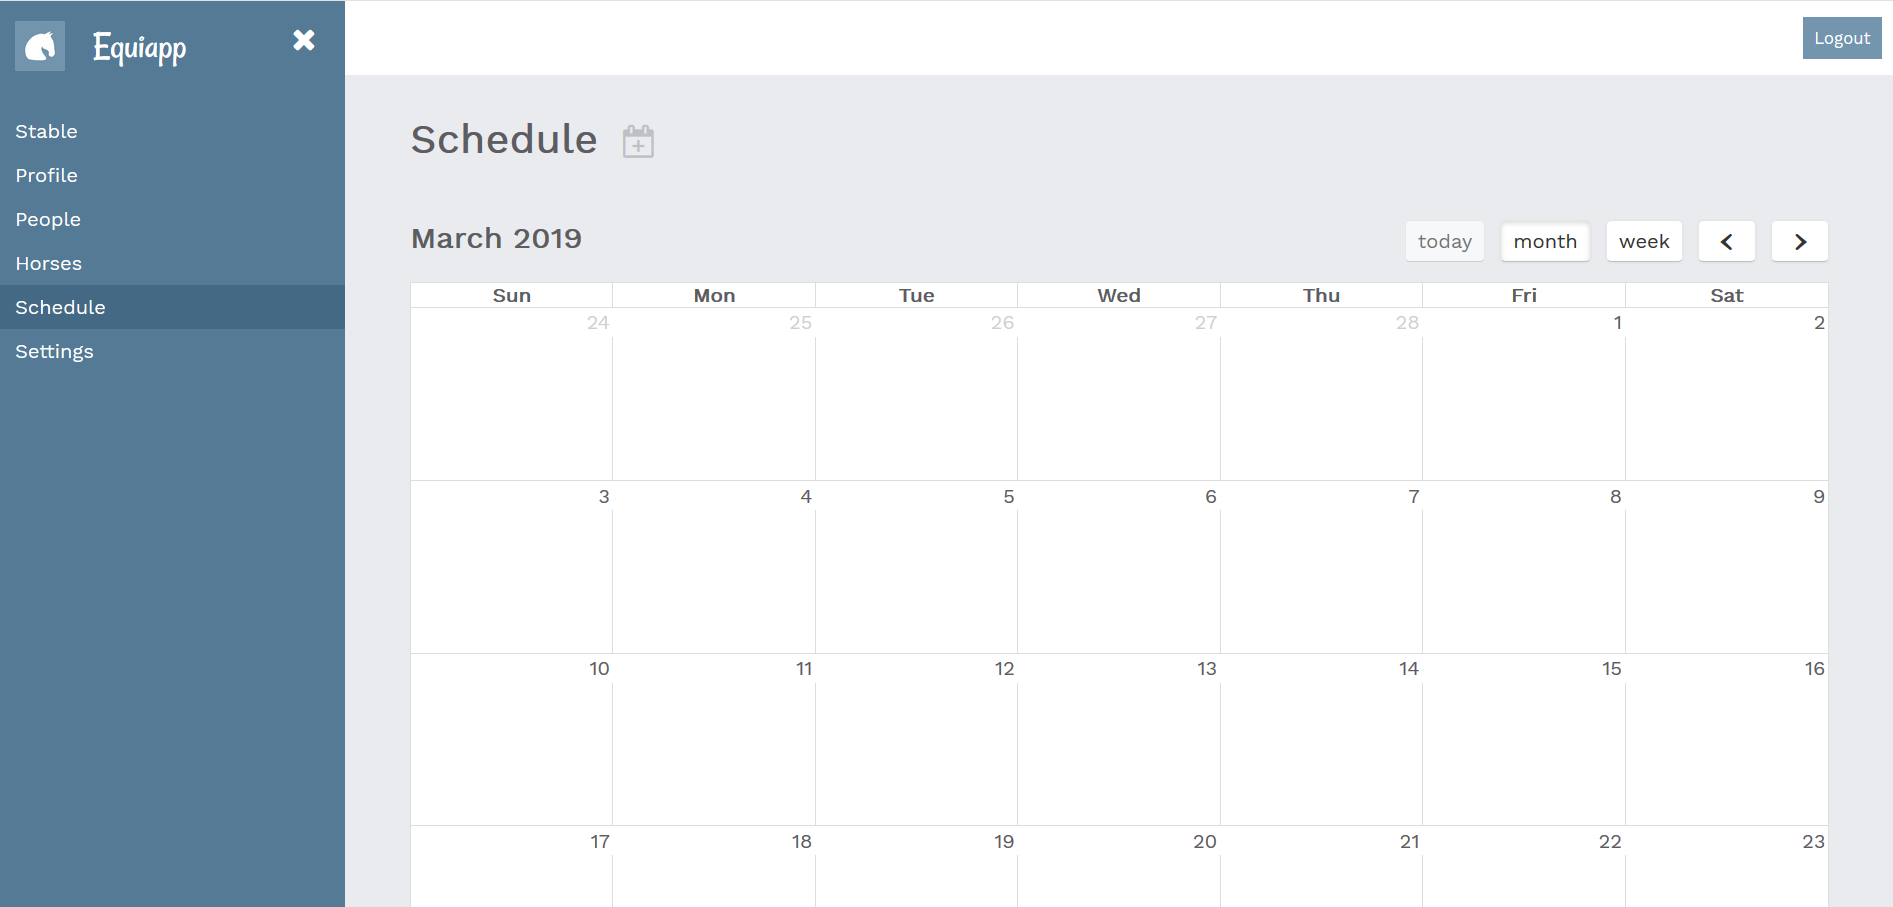 Equiapp
Logout
Stable
Profile
People
Horses
Schedule
Settings
Schedule
March 2019
today month week
Sun Mon Tue Wed Thu Fri Sat
24 25 26 27 28 1 2
3 4 5 6 7 8 9
10 11 12 13 14 15 16
17 18 19 20 21 22 23